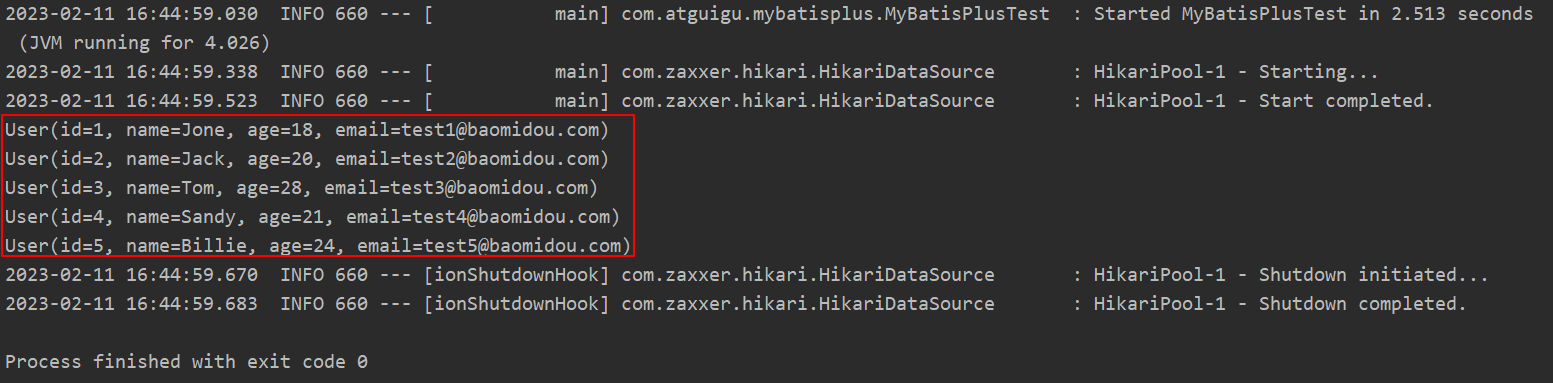 2023-02-11 16:44:59.030  INFO 660 --- [           main] com.atguigu.mybatisplus.MyBatisPlusTest  : Started MyBatisPlusTest in 2.513 seconds
 (JVM running for 4.026)
2023-02-11 16:44:59.338  INFO 660 --- [           main] com.zaxxer.hikari.HikariDataSource       : HikariPool-1 - Starting...
2023-02-11 16:44:59.523  INFO 660 --- [           main] com.zaxxer.hikari.HikariDataSource       : HikariPool-1 - Start completed.
User(id=1, name=Jone, age=18, email=test1@baomidou.com)
User(id=2, name=Jack, age=20, email=test2@baomidou.com)
User(id=3, name=Tom, age=28, email=test3@baomidou.com)
User(id=4, name=Sandy, age=21, email=test4@baomidou.com)
User(id=5, name=Billie, age=24, email=test5@baomidou.com)
2023-02-11 16:44:59.670  INFO 660 --- [ionShutdownHook] com.zaxxer.hikari.HikariDataSource       : HikariPool-1 - Shutdown initiated...
2023-02-11 16:44:59.683  INFO 660 --- [ionShutdownHook] com.zaxxer.hikari.HikariDataSource       : HikariPool-1 - Shutdown completed.
Process finished with exit code 0